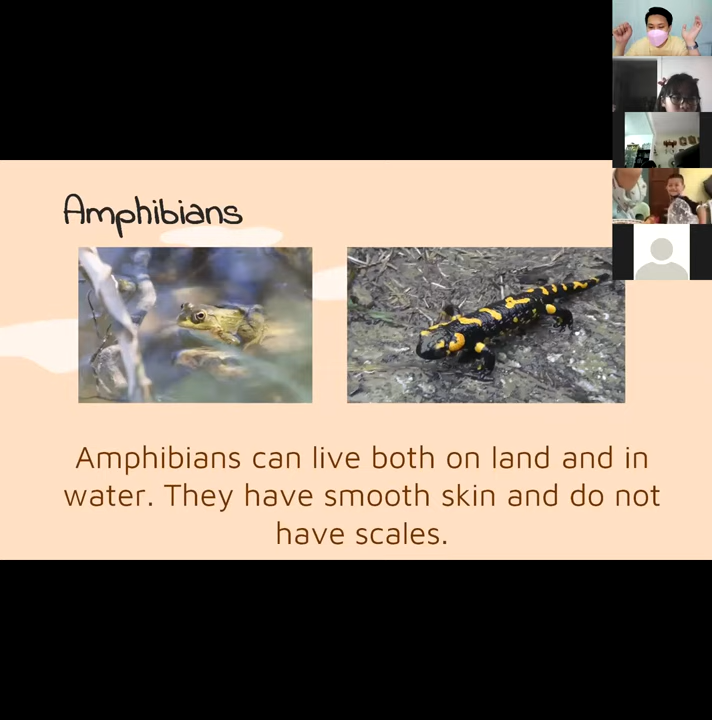 Amphibians
Amphibians can live both on land and in
water. They have smooth skin and do not
have scales.